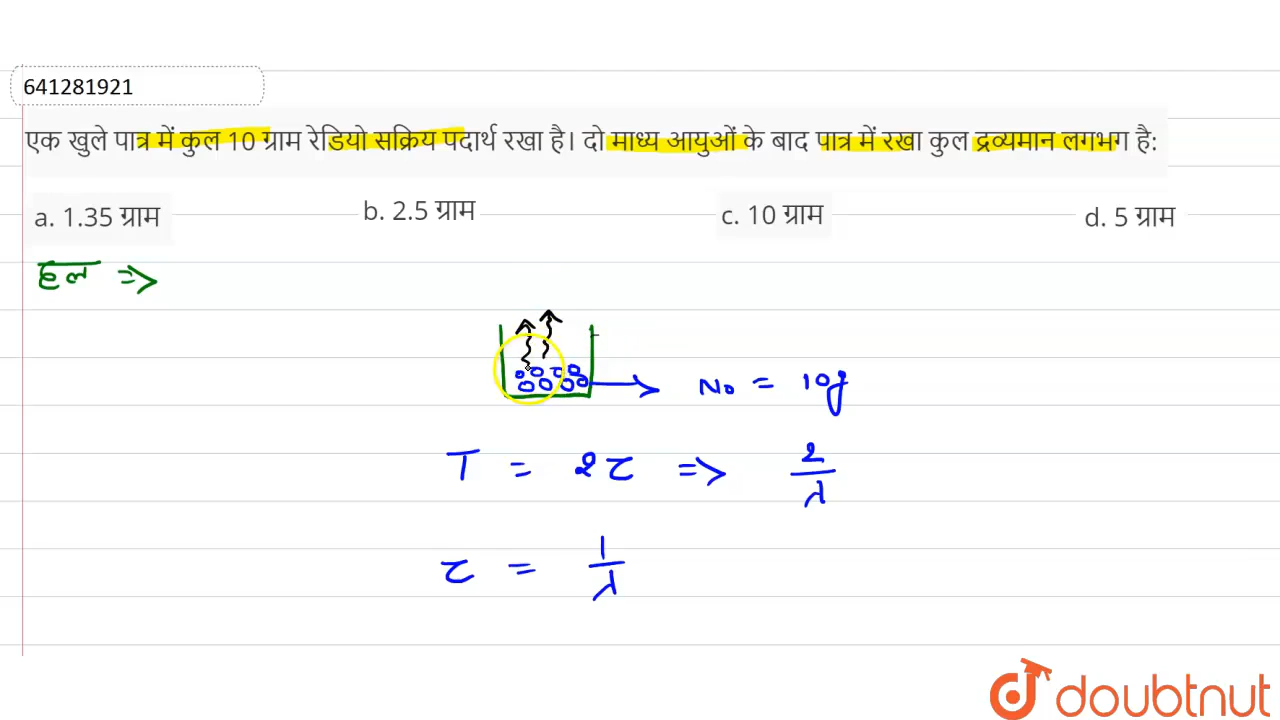 641281921
एक खुले पात्र में कुल 10 ग्राम रेडियो सक्रिय पदार्थ रखा है। दो माध्य आयुओं के बाद पात्र में रखा कुल द्रव्यमान लगभग है:
a. 1.35 ग्राम b. 2.5 ग्राम c. 10 ग्राम d. 5 ग्राम
हल =>
N₀ = 10g
T = 2τ => 2/λ
τ = 1/λ
doubtnut